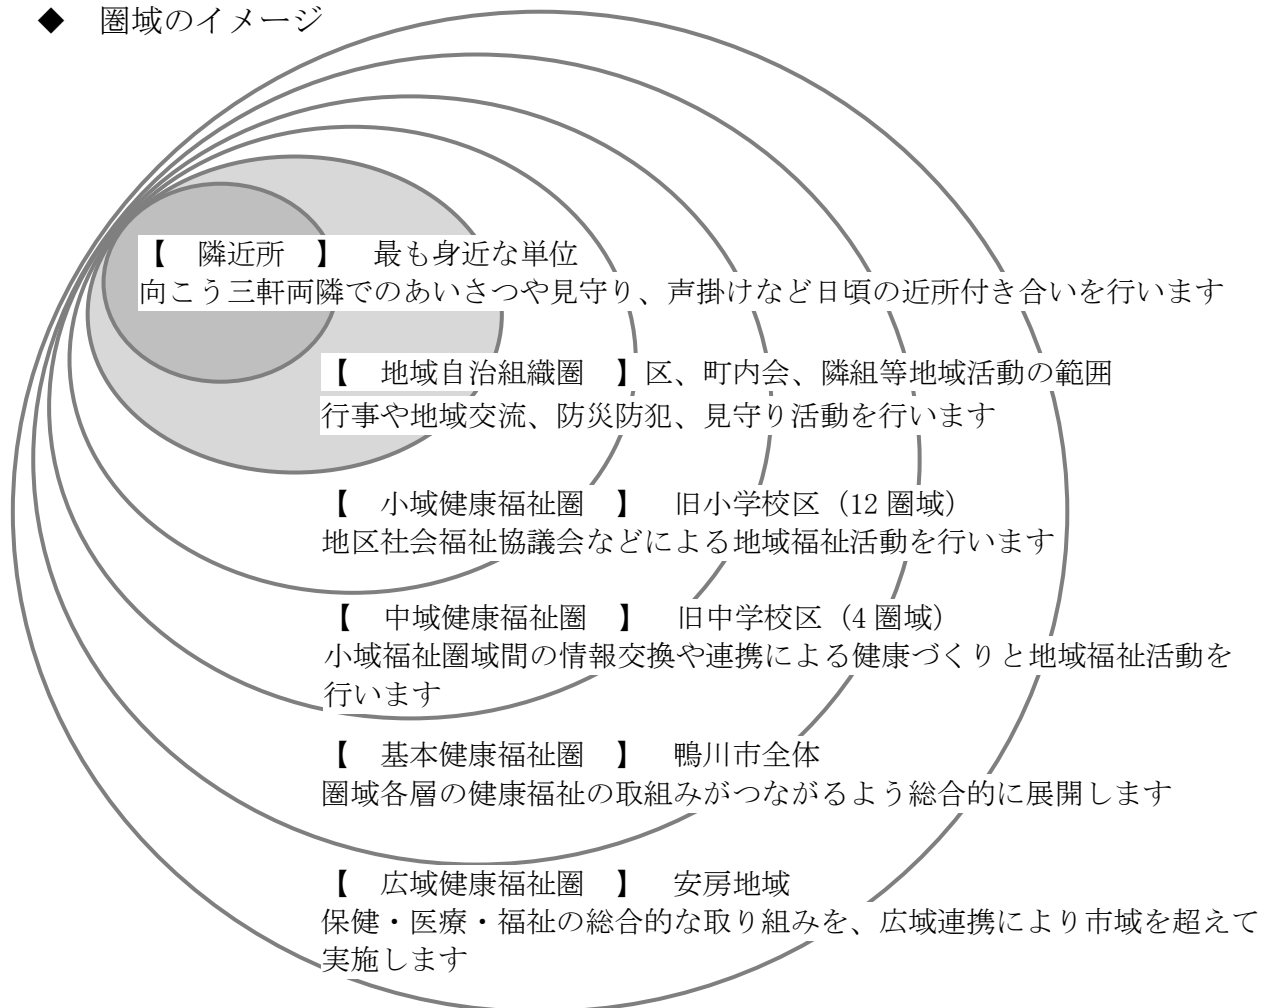 ◆　圏域のイメージ
【　隣近所　】　最も身近な単位
向こう三軒両隣でのあいさつや見守り、声掛けなど日頃の近所付き合いを行います
【　地域自治組織圏　】区、町内会、隣組等地域活動の範囲
行事や地域交流、防災防犯、見守り活動を行います
【　小域健康福祉圏　】　旧小学校区（12 圏域）
地区社会福祉協議会などによる地域福祉活動を行います
【　中域健康福祉圏　】　旧中学校区（4 圏域）
小域福祉圏域間の情報交換や連携による健康づくりと地域福祉活動を
行います
【　基本健康福祉圏　】　鴨川市全体
圏域各層の健康福祉の取組みがつながるよう総合的に展開します
【　広域健康福祉圏　】　安房地域
保健・医療・福祉の総合的な取り組みを、広域連携により市域を超えて
実施します